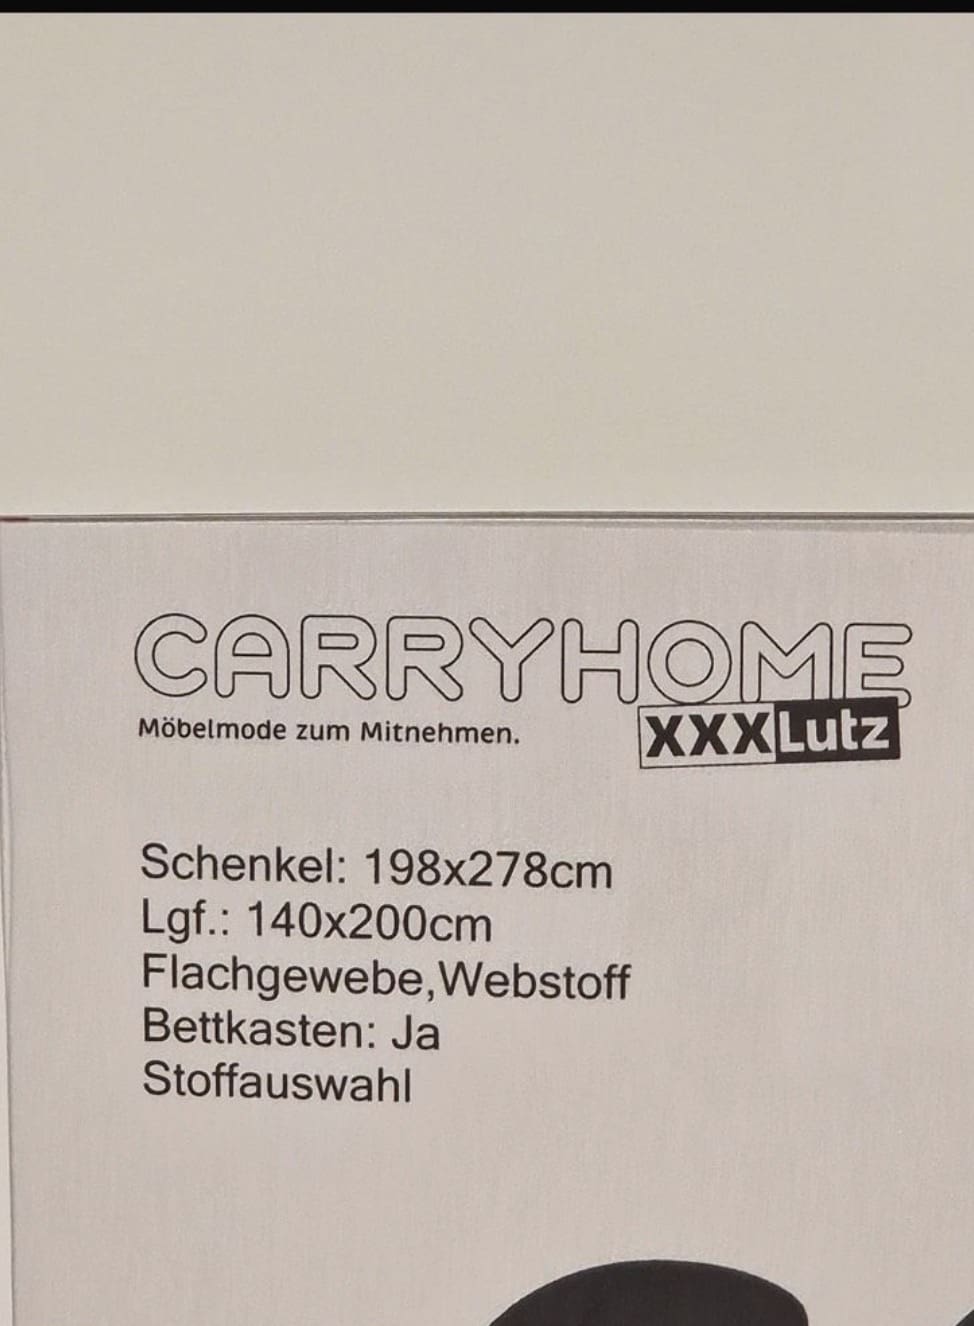 CARRYHOME
Möbelmode zum Mitnehmen.
XXXLutz
Schenkel: 198x278cm
Lgf.: 140x200cm
Flachgewebe,Webstoff
Bettkasten: Ja
Stoffauswahl